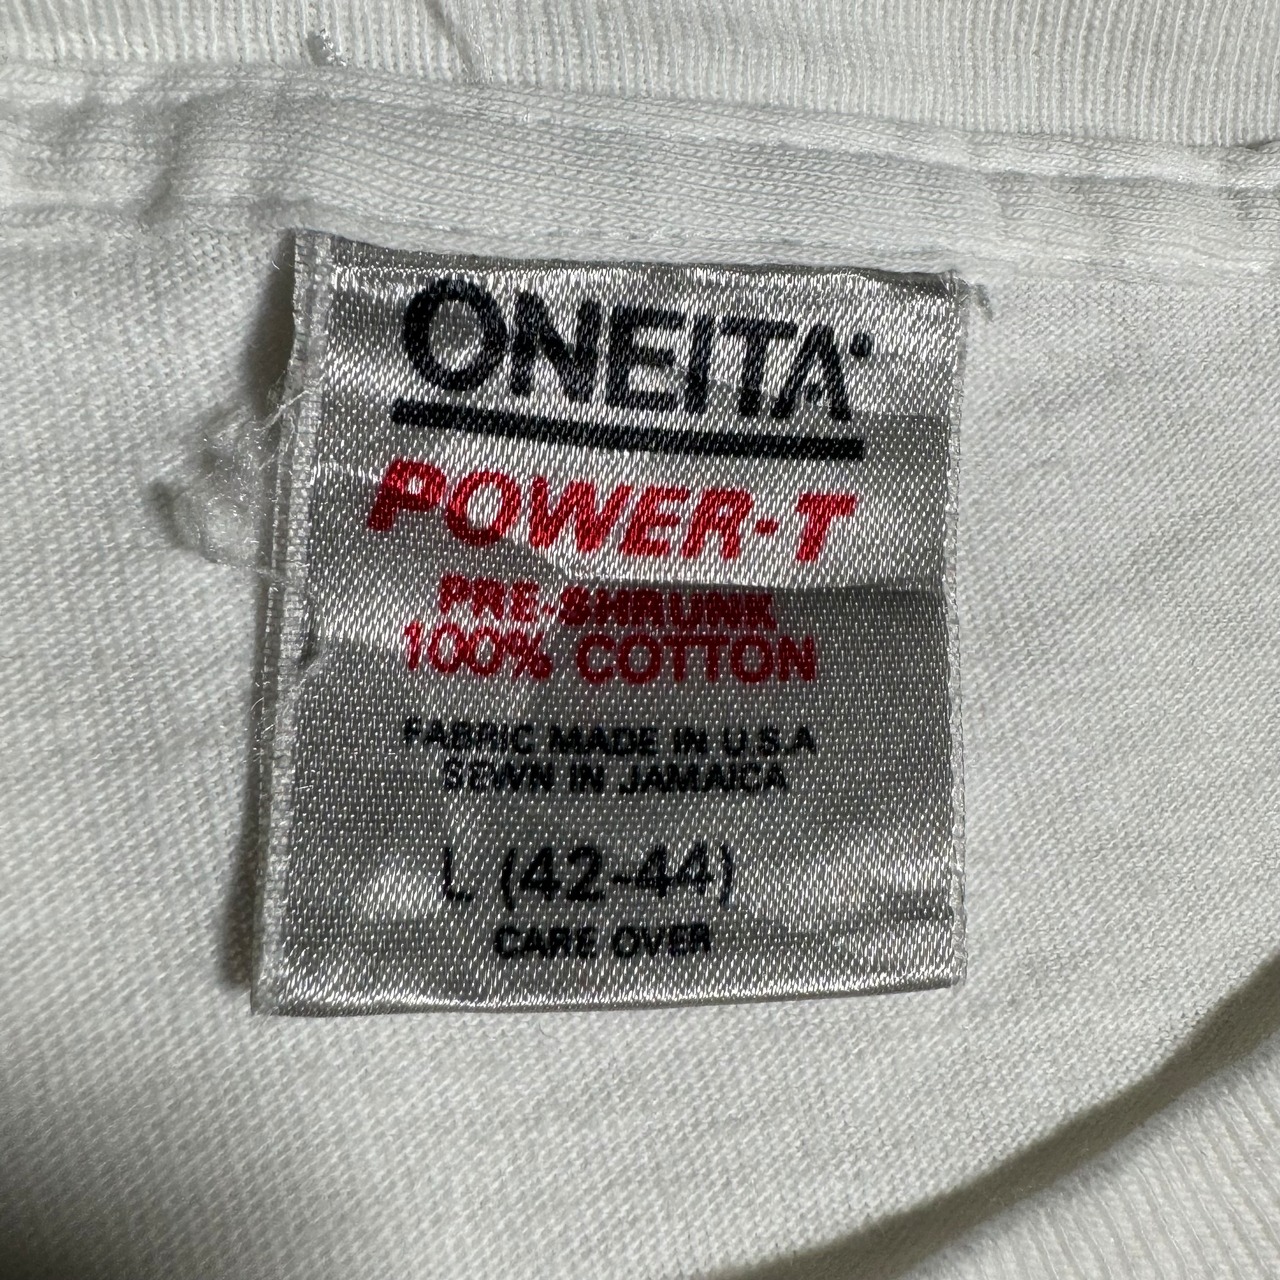 ONEITA
POWER-T
PRE-SHRUNK
100% COTTON
FABRIC MADE IN U.S.A
SEWN IN JAMAICA
L (42-44)
CARE OVER